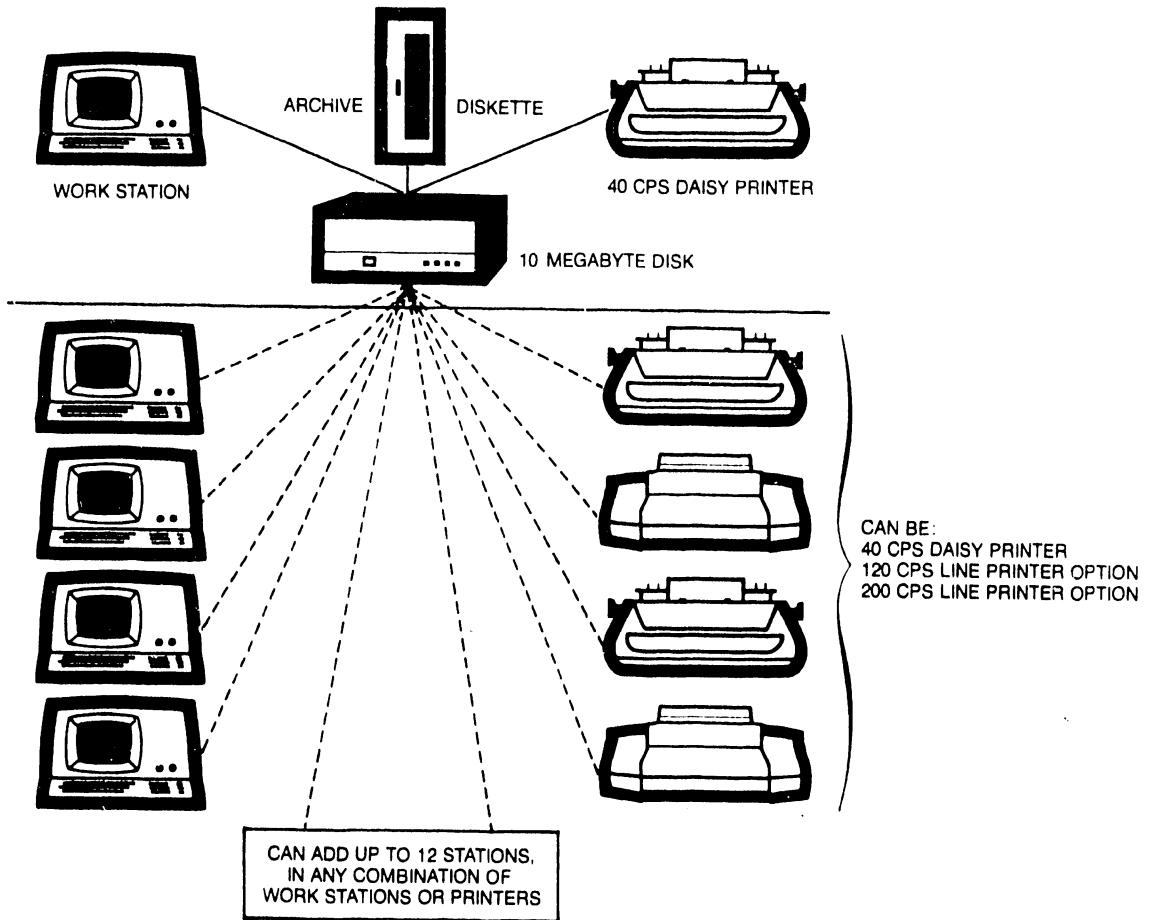 ARCHIVE
DISKETTE
WORK STATION
40 CPS DAISY PRINTER
10 MEGABYTE DISK
CAN BE:
40 CPS DAISY PRINTER
120 CPS LINE PRINTER OPTION
200 CPS LINE PRINTER OPTION
CAN ADD UP TO 12 STATIONS,
IN ANY COMBINATION OF
WORK STATIONS OR PRINTERS